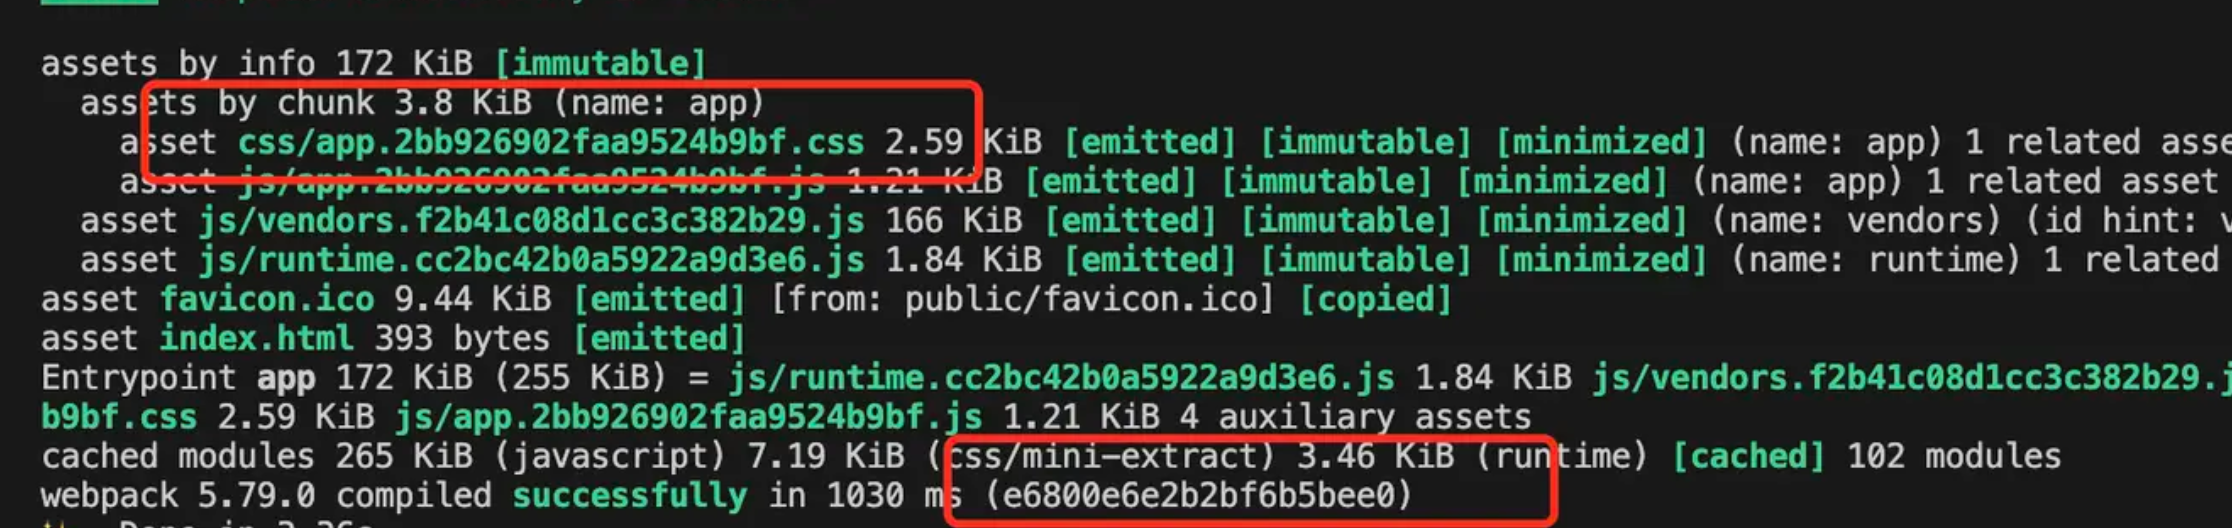 assets by info 172 KiB [immutable]
assets by chunk 3.8 KiB (name: app)
asset css/app.2bb926902faa9524b9bf.css 2.59 KiB [emitted] [immutable] [minimized] (name: app) 1 related asse
asset js/app.2bb926902faa9524b9bf.js 1.21 KiB [emitted] [immutable] [minimized] (name: app) 1 related asset
asset js/vendors.f2b41c08d1cc3c382b29.js 166 KiB [emitted] [immutable] [minimized] (name: vendors) (id hint: v
asset js/runtime.cc2bc42b0a5922a9d3e6.js 1.84 KiB [emitted] [immutable] [minimized] (name: runtime) 1 related
asset favicon.ico 9.44 KiB [emitted] [from: public/favicon.ico] [copied]
asset index.html 393 bytes [emitted]
Entrypoint app 172 KiB (255 KiB) = js/runtime.cc2bc42b0a5922a9d3e6.js 1.84 KiB js/vendors.f2b41c08d1cc3c382b29.j
b9bf.css 2.59 KiB js/app.2bb926902faa9524b9bf.js 1.21 KiB 4 auxiliary assets
cached modules 265 KiB (javascript) 7.19 KiB (css/mini-extract) 3.46 KiB (runtime) [cached] 102 modules
webpack 5.79.0 compiled successfully in 1030 ms (e6800e6e2b2bf6b5bee0)
Done in